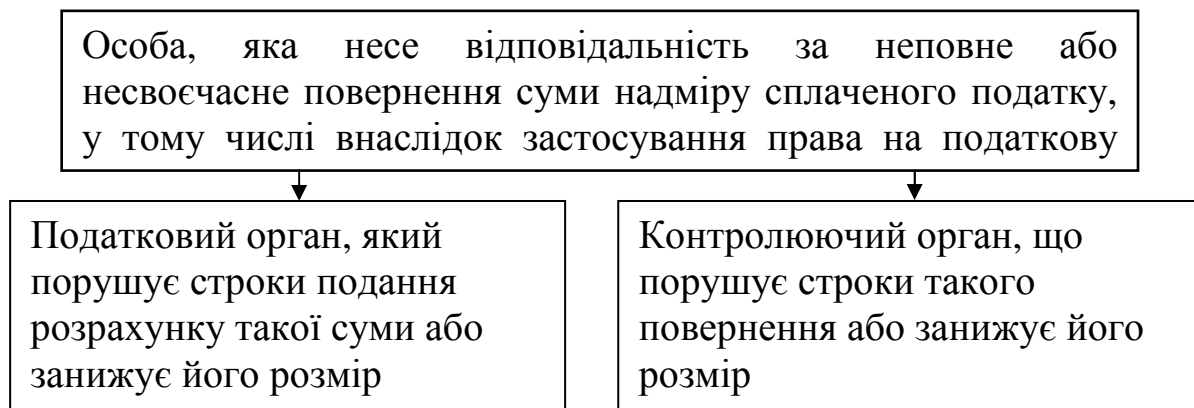 Особа, яка несе відповідальність за неповне або
несвоєчасне повернення суми надміру сплаченого податку,
у тому числі внаслідок застосування права на податкову
Податковий орган, який
порушує строки подання
розрахунку такої суми або
занижує його розмір
Контролюючий орган, що
порушує строки такого
повернення або занижує його
розмір